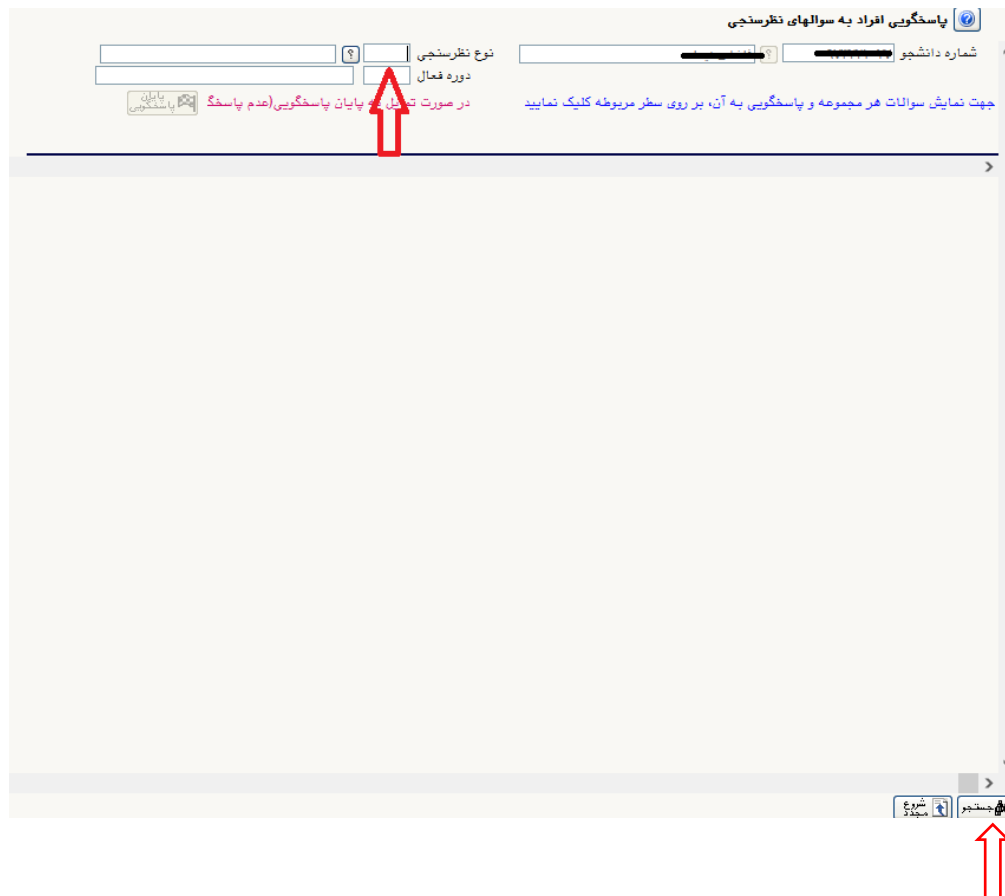 پاسخگویی افراد به سوالهای نظرسنجی
شماره دانشجو ؟ نوع نظرسنجی ؟
دوره فعال
جهت نمایش سوالات هر مجموعه و پاسخگویی به آن، بر روی سطر مربوطه کلیک نمایید در صورت به پایان پاسخگویی(عدم پاسخگ پایان پاسخگویی
جستجو شروع مجدد